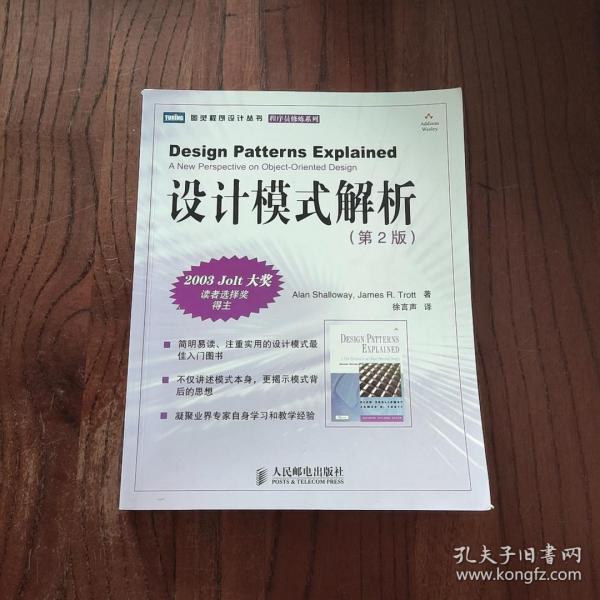 TURING 图灵程序设计丛书 程序员修炼系列
Addison
Wesley
Design Patterns Explained
A New Perspective on Object-Oriented Design
设计模式解析
(第2版)
2003 Jolt 大奖
读者选择奖
得主
Alan Shalloway, James R. Trott 著
徐言声 译
■ 简明易读、注重实用的设计模式最
佳入门图书
■ 不仅讲述模式本身，更揭示模式背
后的思想
■ 凝聚业界专家自身学习和教学经验
DESIGN PATTERNS
EXPLAINED
ALAN SHALLOWAY
JAMES R. TROTT
人民邮电出版社
POSTS & TELECOM PRESS
孔夫子旧书网
www.kongfz.com